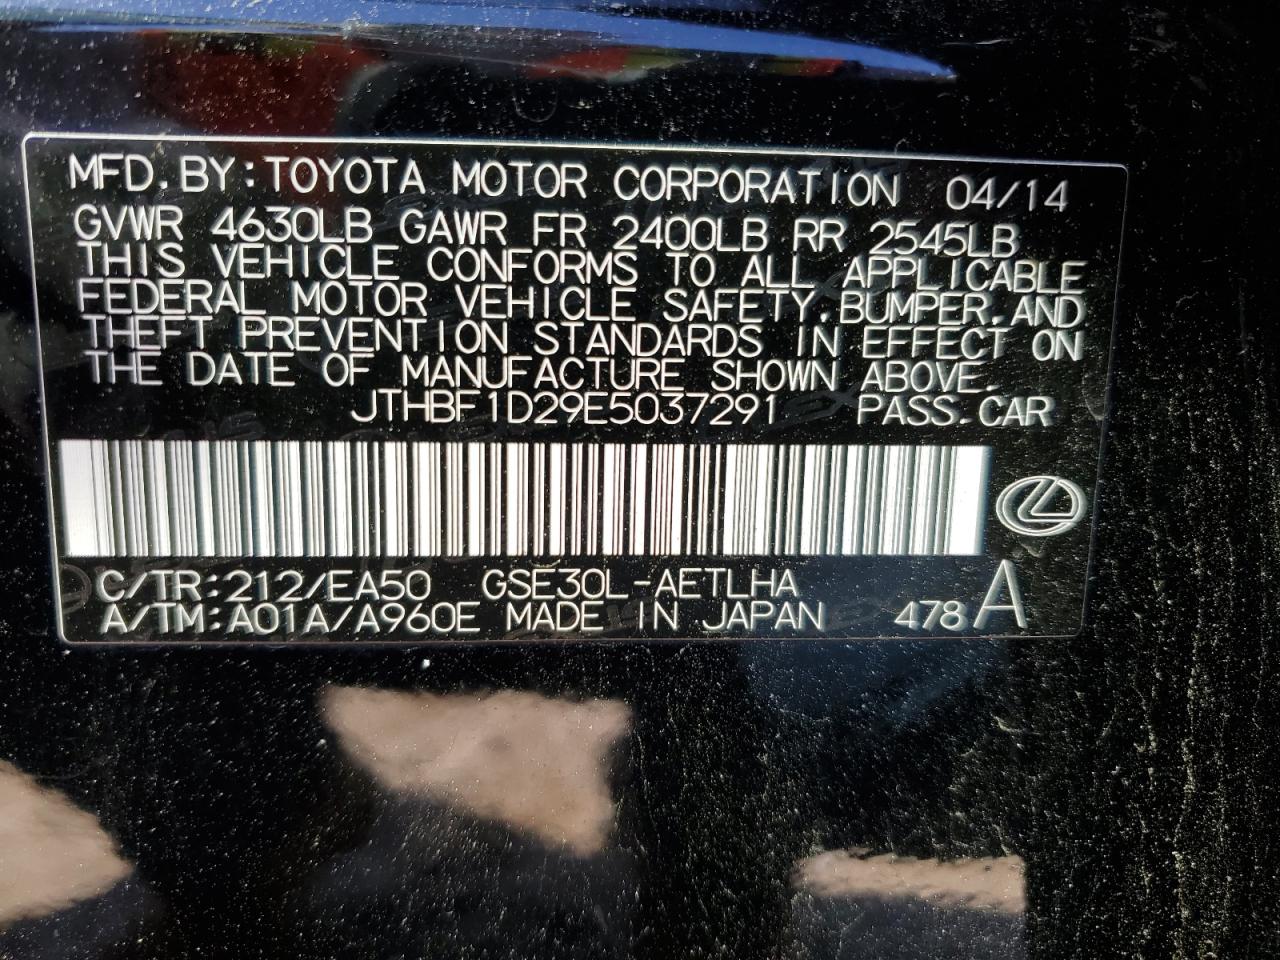 MFD. BY: TOYOTA MOTOR CORPORATION 04/14
GVWR 4630LB GAWR FR 2400LB RR 2545LB
THIS VEHICLE CONFORMS TO ALL APPLICABLE
FEDERAL MOTOR VEHICLE SAFETY, BUMPER, AND
THEFT PREVENTION STANDARDS IN EFFECT ON
THE DATE OF MANUFACTURE SHOWN ABOVE.
JTHBF1D29E5037291 PASS. CAR
C/TR: 212/EA50 GSE30L-AETLHA
A/TM: A01A/A960E MADE IN JAPAN 478 A